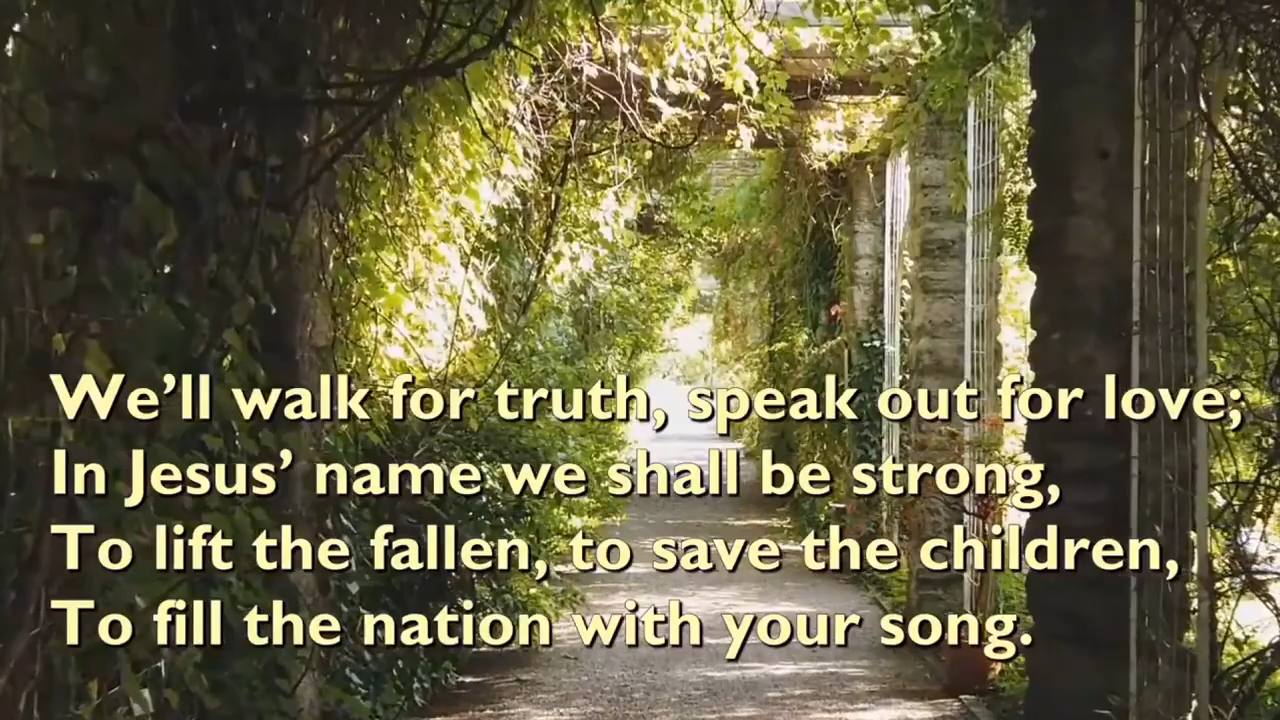 We’ll walk for truth, speak out for love;
In Jesus’ name we shall be strong,
To lift the fallen, to save the children,
To fill the nation with your song.